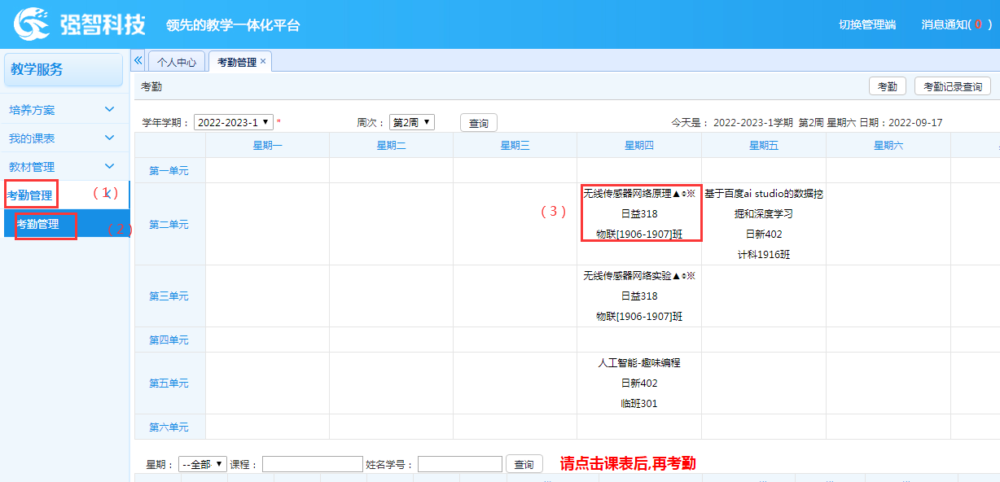 强智科技 领先的教学一体化平台 切换管理端 消息通知( 0 )
教学服务
个人中心 考勤管理 ×
考勤 考勤 考勤记录查询
培养方案
我的课表
教材管理
考勤管理 （1）
考勤管理 （2）
学年学期： 2022-2023-1 * 周次： 第2周 查询 今天是： 2022-2023-1学期 第2周 星期六 日期：2022-09-17
星期一 星期二 星期三 星期四 星期五 星期六
第一单元
第二单元
（3）
无线传感器网络原理▲○※
日益318
物联[1906-1907]班
基于百度ai studio的数据挖
掘和深度学习
日新402
计科1916班
第三单元
无线传感器网络实验▲○※
日益318
物联[1906-1907]班
第四单元
第五单元
人工智能-趣味编程
日新402
临班301
第六单元
星期： --全部- 课程： 姓名学号： 查询 请点击课表后,再考勤